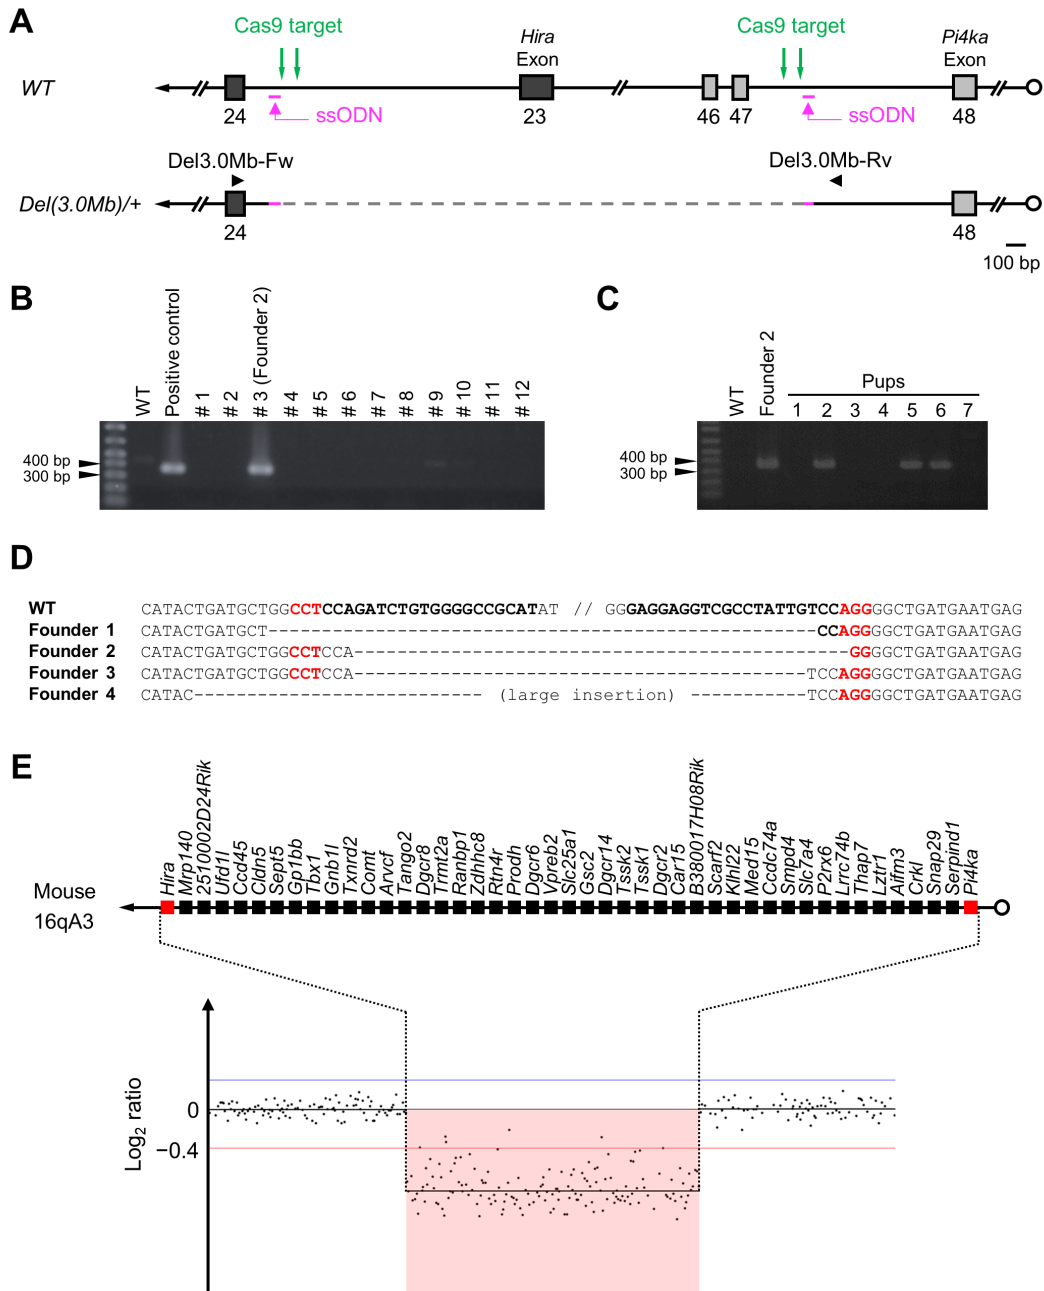 A
Cas9 target
Cas9 target
Hira
Exon
Pi4ka
Exon
WT
24
23
46
47
48
ssODN
ssODN
Del3.0Mb-Fw
Del3.0Mb-Rv
Del(3.0Mb)/+
24
48
100 bp
B
WT
Positive control
#1
#2
#3 (Founder 2)
#4
#5
#6
#7
#8
#9
#10
#11
#12
400 bp
300 bp
C
WT
Founder 2
Pups
1 2 3 4 5 6 7
400 bp
300 bp
D
WT CATACTGATGCTGGCCTCCAGATCTGTGGGGCCGCATAT // GGGAGGAGGTCGCCTATTGTCCAGGGGCTGATGAATGAG
Founder 1 CATACTGATGCT----------------------------------------------------CCAGGGGCTGATGAATGAG
Founder 2 CATACTGATGCTGGCCTCCA-----------------------------------------------GGGGCTGATGAATGAG
Founder 3 CATACTGATGCTGGCCTCCA-------------------------------------------TCCAGGGGCTGATGAATGAG
Founder 4 CATAC--------------------------- (large insertion) -----------TCCAGGGGCTGATGAATGAG
E
Hira
Mrp140
2510002D24Rik
Ufd1l
Ccd45
Cldn5
Sept5
Gp1bb
Tbx1
Gnb1l
Txnrd2
Comt
Arvcf
Tango2
Dgcr8
Trmt2a
Ranbp1
Zdhhc8
Rtn4r
Prodh
Dgcr6
Vpreb2
Slc25a1
Gsc2
Dgcr14
Tssk2
Tssk1
Dgcr2
Car15
B380017H08Rik
Scarf2
Klhl22
Med15
Ccdc74a
Smpd4
Slc7a4
P2rx6
Lrrc74b
Thap7
Lztr1
Aifm3
Crkl
Snap29
Serpind1
Pi4ka
Mouse
16qA3
Log2 ratio
0
−0.4